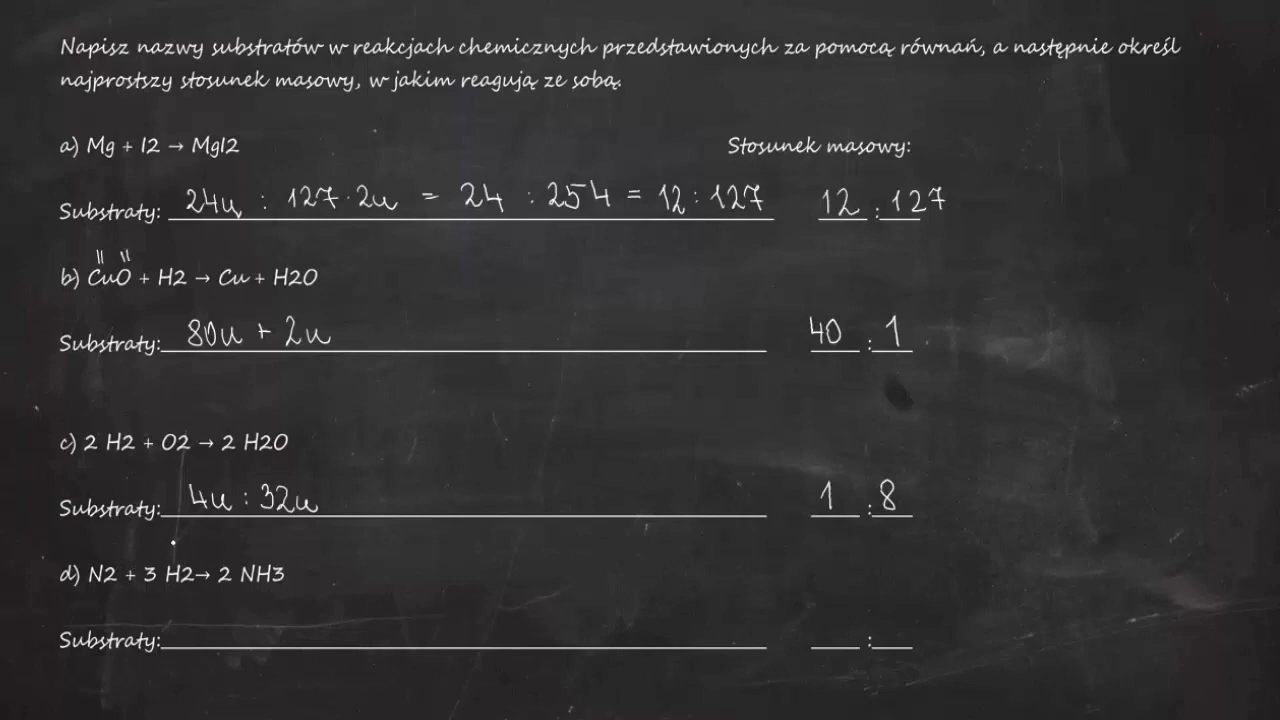 Napisz nazwy substratów w reakcjach chemicznych przedstawionych za pomocą równań, a następnie określ
najprostszy stosunek masowy, w jakim reagują ze sobą.
a) Mg + I2 → MgI2 Stosunek masowy:
Substraty: 24u : 127·2u = 24 : 254 = 12 : 127 12 : 127
II II
b) CuO + H2 → Cu + H2O
Substraty: 80u + 2u 40 : 1
c) 2 H2 + O2 → 2 H2O
Substraty: 4u : 32u 1 : 8
d) N2 + 3 H2→ 2 NH3
Substraty: :